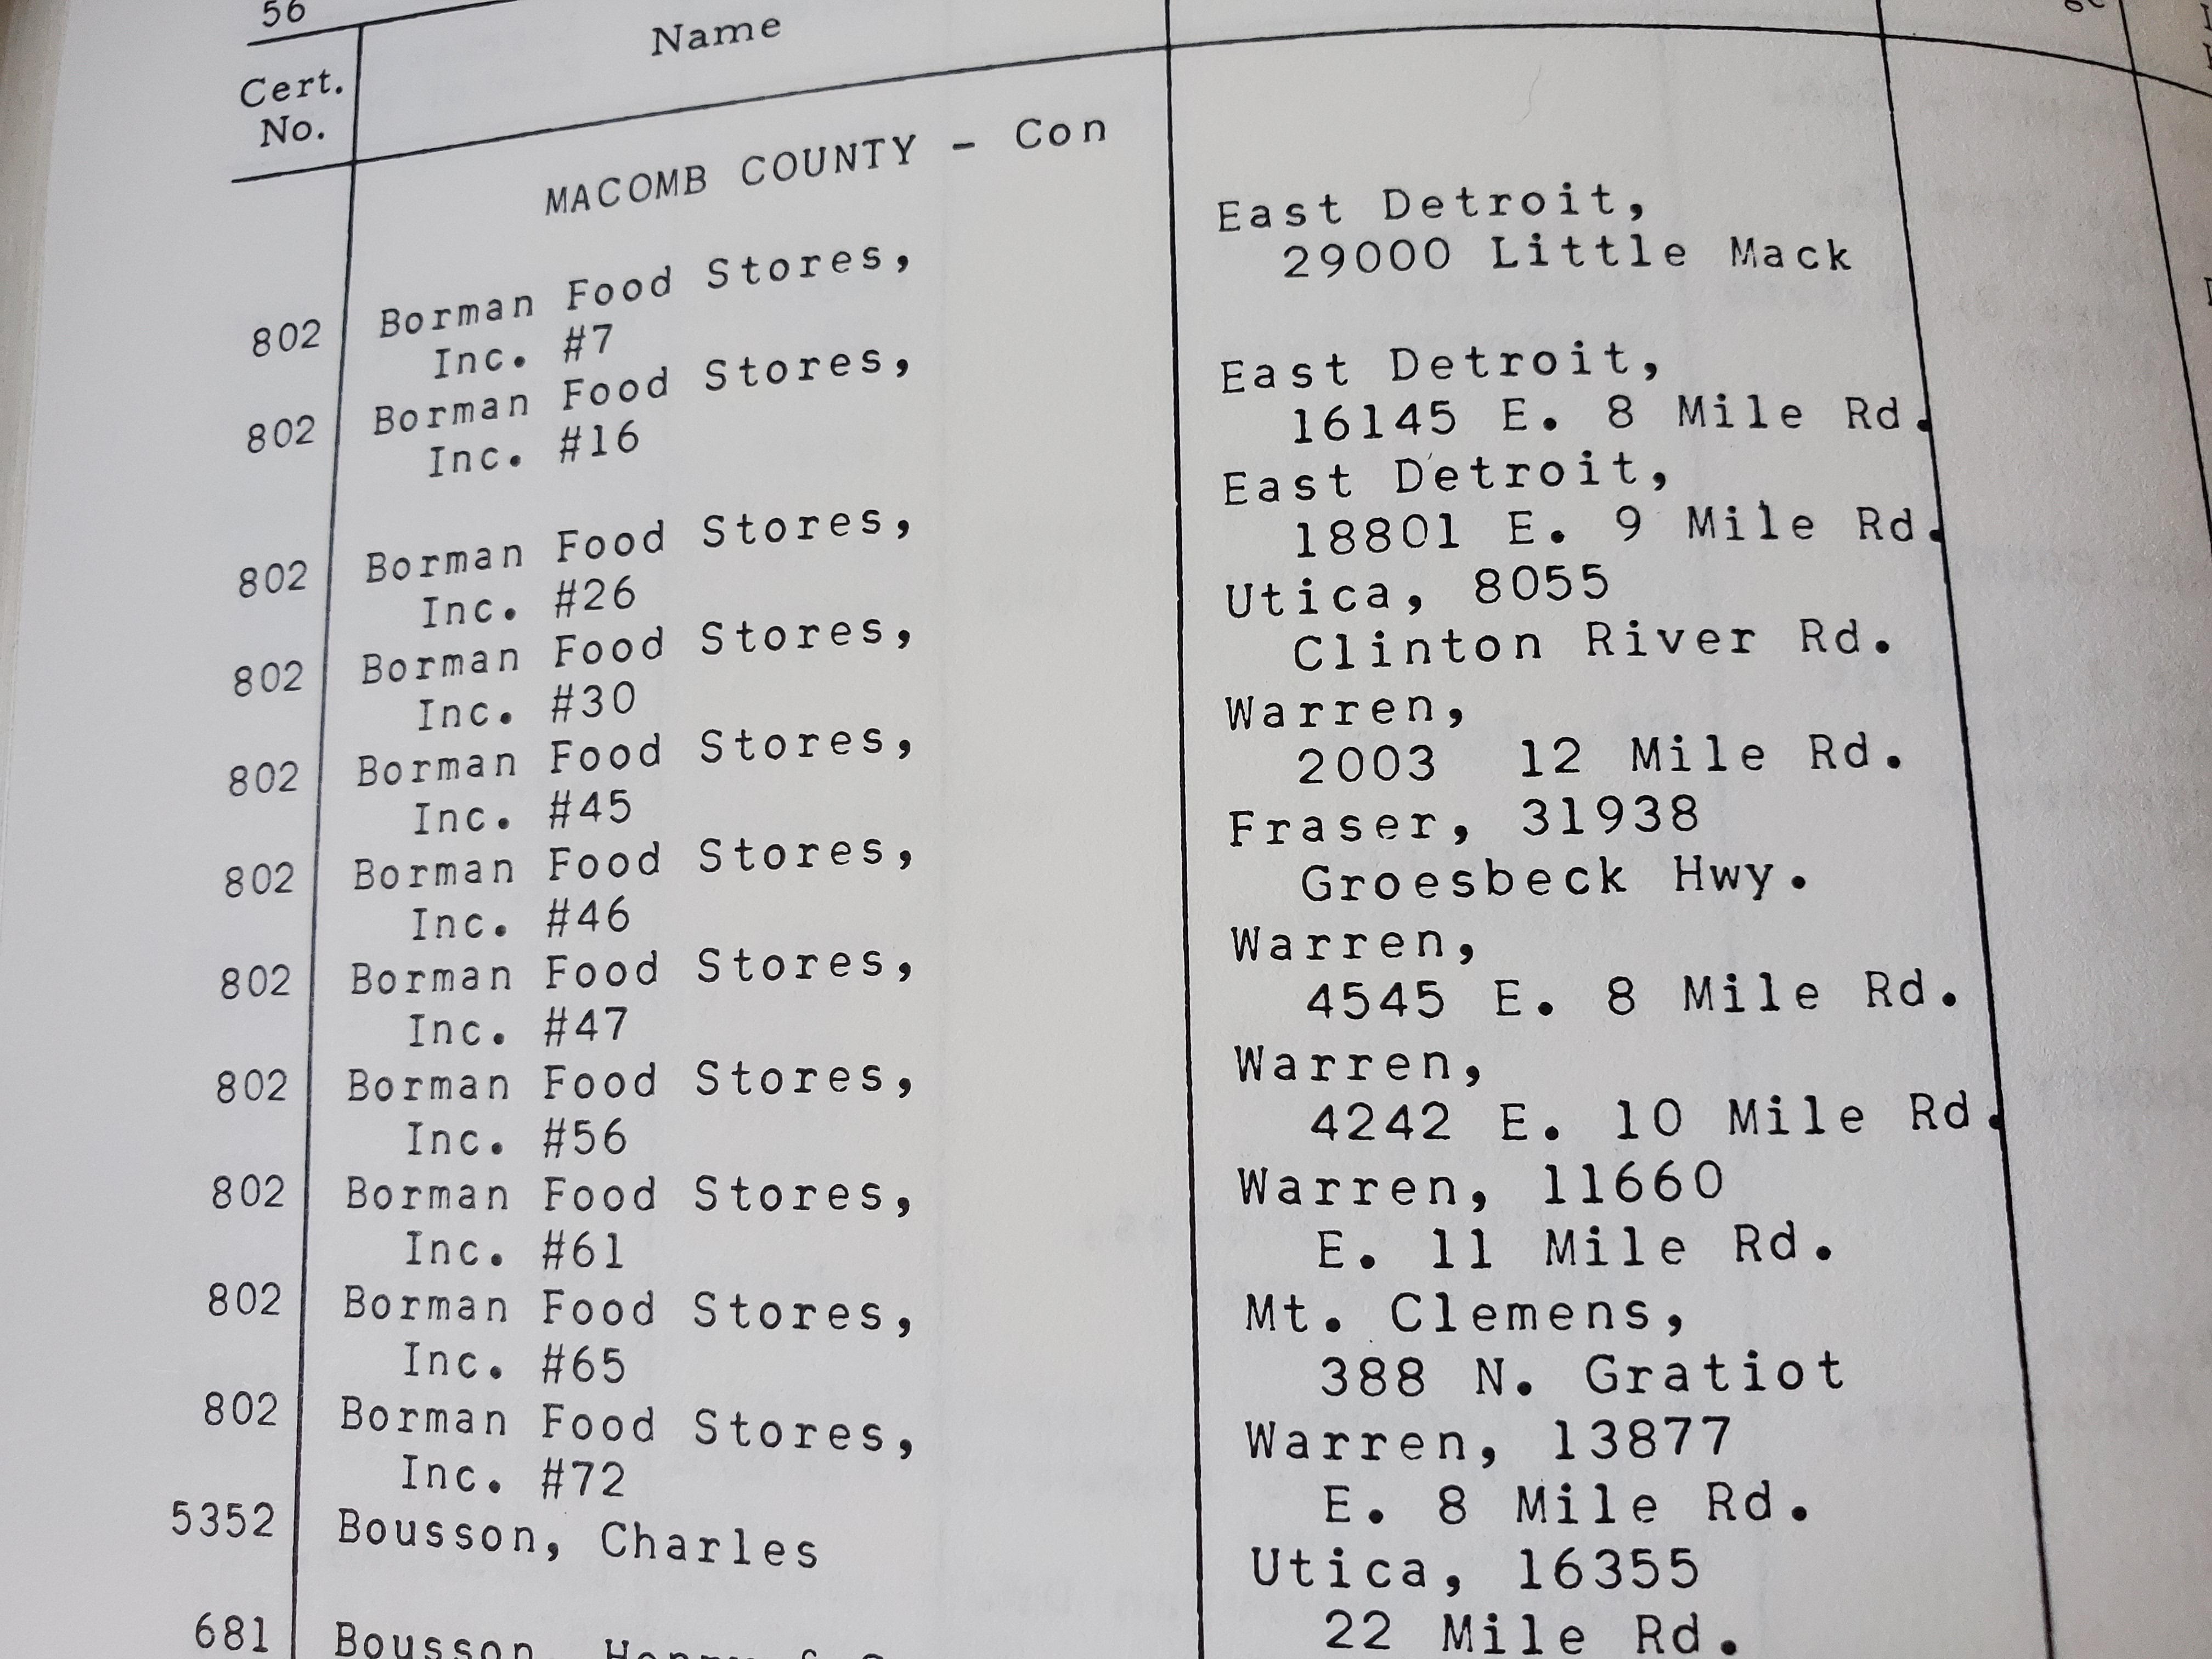 56
Cert.
No.
Name
MACOMB COUNTY - Con
802 Borman Food Stores, East Detroit,
Inc. #7 29000 Little Mack
802 Borman Food Stores, East Detroit,
Inc. #16 16145 E. 8 Mile Rd.
802 Borman Food Stores, East Detroit,
Inc. #26 18801 E. 9 Mile Rd.
802 Borman Food Stores, Utica, 8055
Inc. #30 Clinton River Rd.
802 Borman Food Stores, Warren,
Inc. #45 2003 12 Mile Rd.
802 Borman Food Stores, Fraser, 31938
Inc. #46 Groesbeck Hwy.
802 Borman Food Stores, Warren,
Inc. #47 4545 E. 8 Mile Rd.
802 Borman Food Stores, Warren,
Inc. #56 4242 E. 10 Mile Rd.
802 Borman Food Stores, Warren, 11660
Inc. #61 E. 11 Mile Rd.
802 Borman Food Stores, Mt. Clemens,
Inc. #65 388 N. Gratiot
802 Borman Food Stores, Warren, 13877
Inc. #72 E. 8 Mile Rd.
5352 Bousson, Charles Utica, 16355
22 Mile Rd.
681 Bousson,